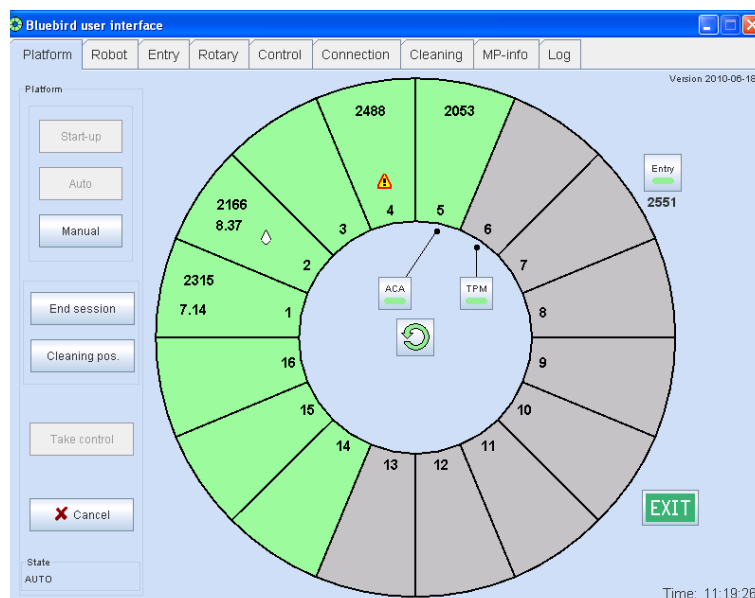 Bluebird user interface
Platform Robot Entry Rotary Control Connection Cleaning MP-info Log
Version 2010-06-18
Platform
Start-up
Auto
Manual
End session
Cleaning pos.
Take control
Cancel
State
AUTO
2488
2053
2166
8.37
2315
7.14
1
2
3
4
5
6
7
8
9
10
11
12
13
14
15
16
ACA
TPM
Entry
2551
EXIT
Time: 11:19:26